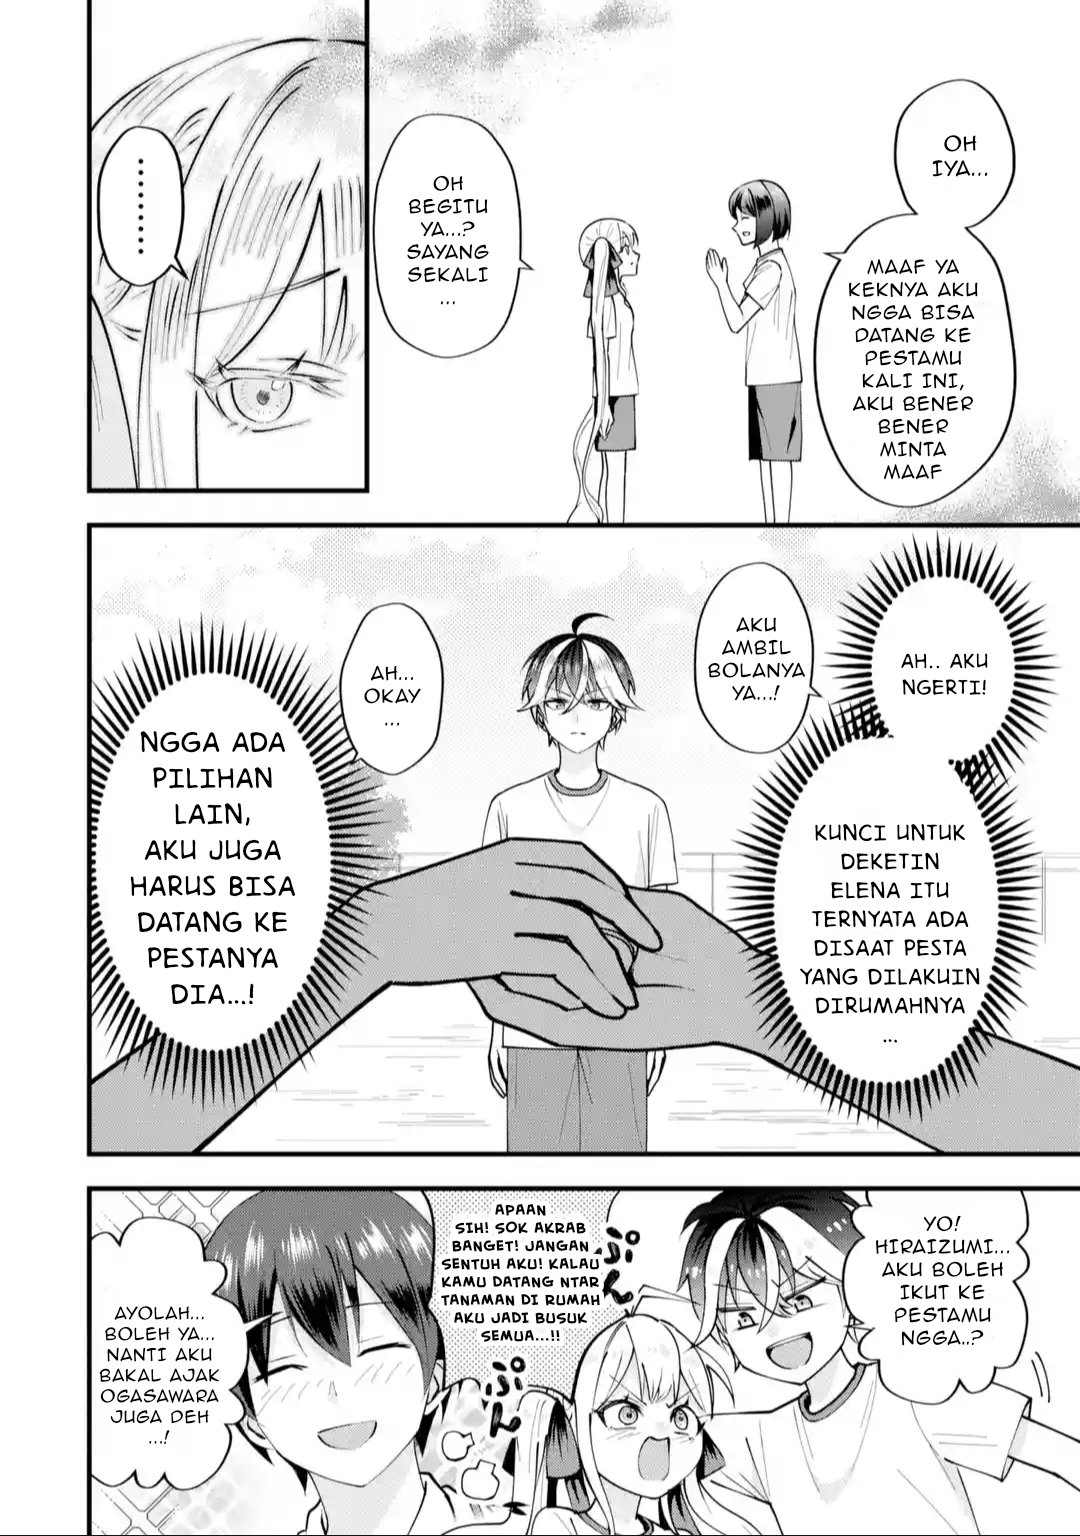 OH
IYA...
MAAF YA
KEKNYA AKU
NGGA BISA
DATANG KE
PESTAMU
KALI INI,
AKU BENER
BENER
MINTA
MAAF
OH
BEGITU
YA...?
SAYANG
SEKALI
...
.........
AH.. AKU
NGERTI!
KUNCI UNTUK
DEKETIN
ELENA ITU
TERNYATA ADA
DISAAT PESTA
YANG DILAKUIN
DIRUMAHNYA
...
AKU
AMBIL
BOLANYA
YA...!
AH...
OKAY
...
NGGA ADA
PILIHAN
LAIN,
AKU JUGA
HARUS BISA
DATANG KE
PESTANYA
DIA...!
YO!
HIRAIZUMI...
AKU BOLEH
IKUT KE
PESTAMU
NGGA..?
APAAN
SIH! SOK AKRAB
BANGET! JANGAN
SENTUH AKU! KALAU
KAMU DATANG NTAR
TANAMAN DI RUMAH
AKU JADI BUSUK
SEMUA...!!
ぷん
ぷん
AYOLAH...
BOLEH YA...
NANTI AKU
BAKAL AJAK
OGASAWARA
JUGA DEH
...!